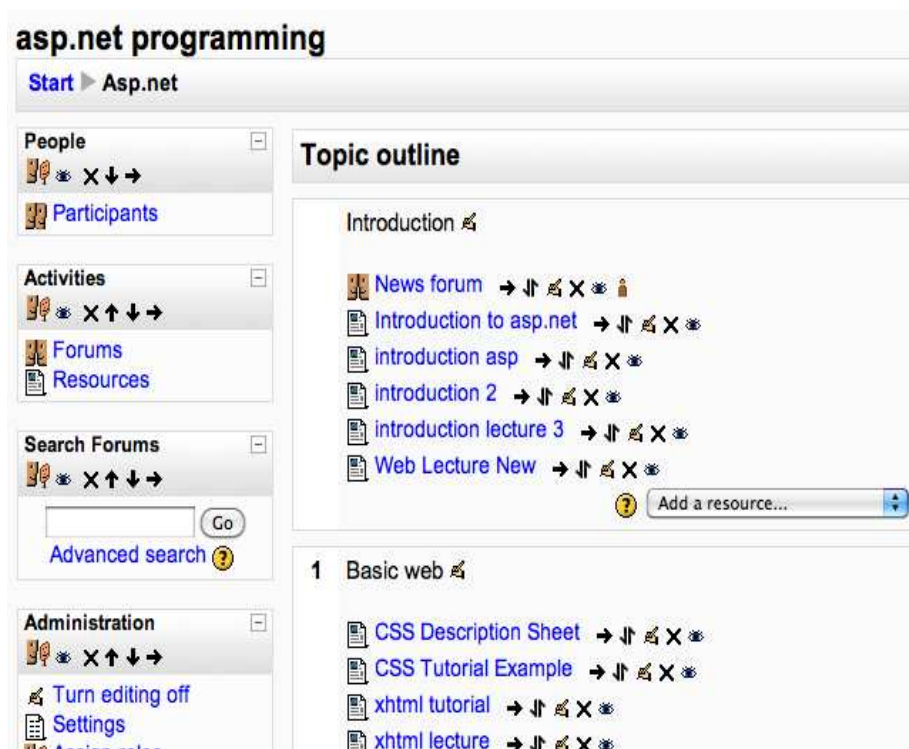 asp.net programming
Start Asp.net
People
Participants
Activities
Forums
Resources
Search Forums
Go
Advanced search ?
Administration
Turn editing off
Settings
Assign roles
Topic outline
Introduction
News forum
Introduction to asp.net
introduction asp
introduction 2
introduction lecture 3
Web Lecture New
? Add a resource...
1 Basic web
CSS Description Sheet
CSS Tutorial Example
xhtml tutorial
xhtml lecture